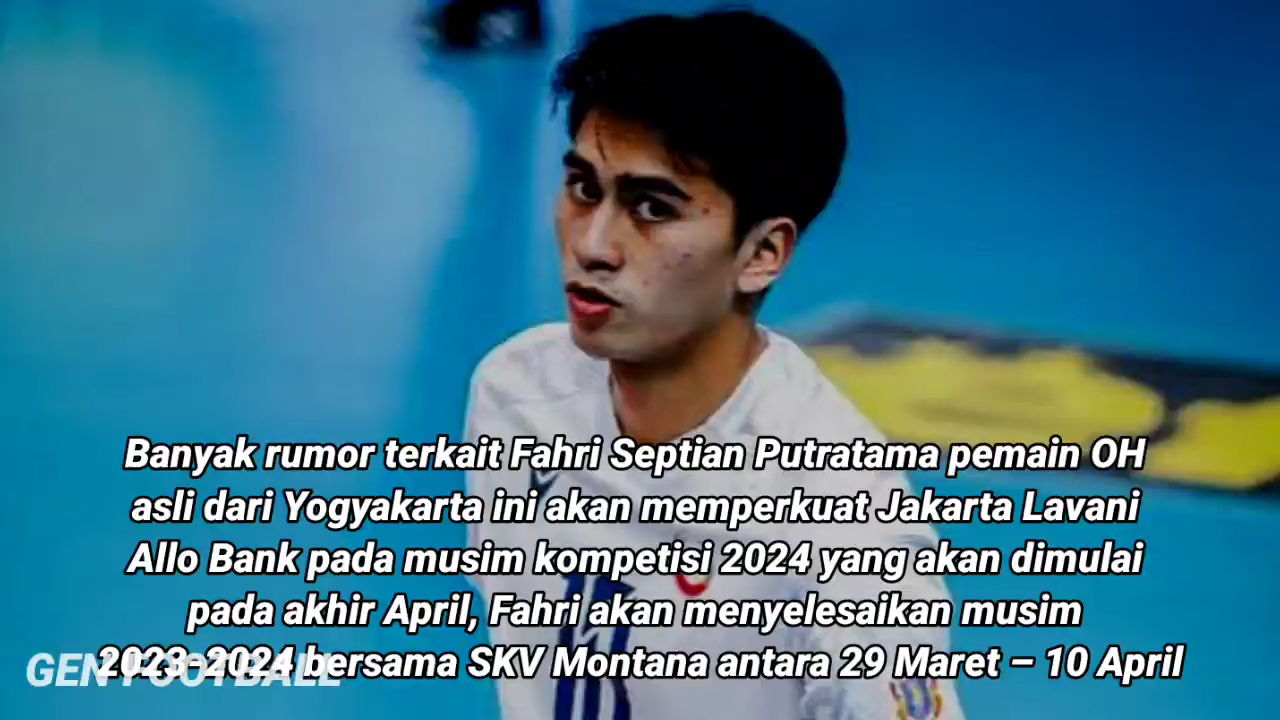 Banyak rumor terkait Fahri Septian Putratama pemain OH
asli dari Yogyakarta ini akan memperkuat Jakarta Lavani
Allo Bank pada musim kompetisi 2024 yang akan dimulai
pada akhir April, Fahri akan menyelesaikan musim
2023-2024 bersama SKV Montana antara 29 Maret – 10 April
GEN FOOTBALL